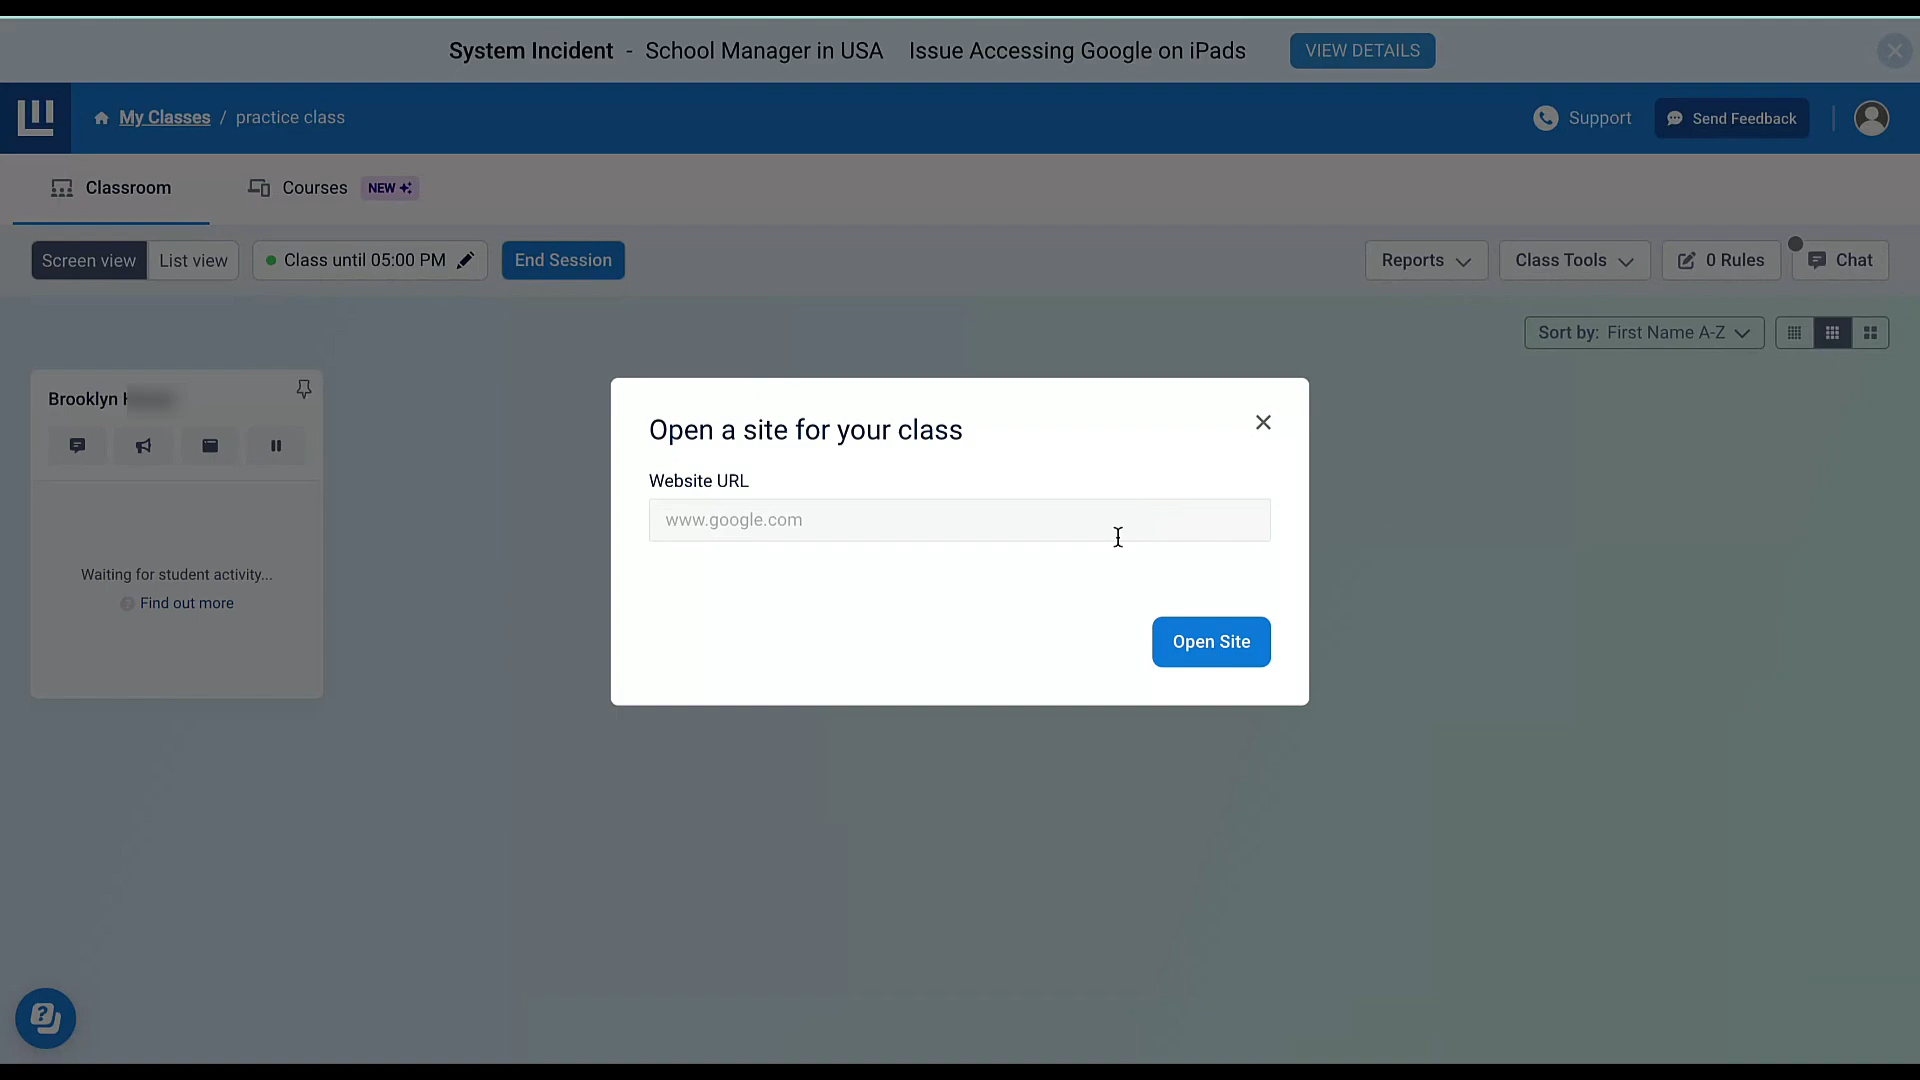 System Incident - School Manager in USA Issue Accessing Google on iPads VIEW DETAILS
My Classes / practice class Support Send Feedback
Classroom Courses NEW
Screen view List view Class until 05:00 PM End Session Reports Class Tools 0 Rules Chat
Sort by: First Name A-Z
Brooklyn
Waiting for student activity...
Find out more
Open a site for your class
Website URL
www.google.com
Open Site